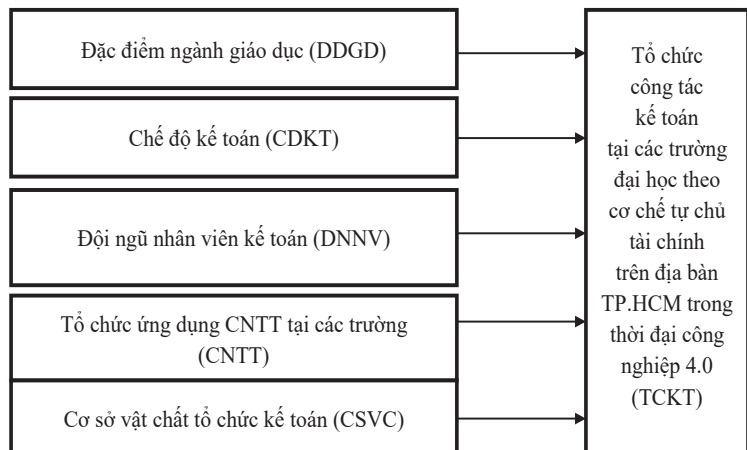 Đặc điểm ngành giáo dục (DDGD)
Chế độ kế toán (CDKT)
Đội ngũ nhân viên kế toán (DNNV)
Tổ chức ứng dụng CNTT tại các trường
(CNTT)
Cơ sở vật chất tổ chức kế toán (CSVC)
Tổ chức
công tác
kế toán
tại các trường
đại học theo
cơ chế tự chủ
tài chính
trên địa bàn
TP.HCM trong
thời đại công
nghiệp 4.0
(TCKT)